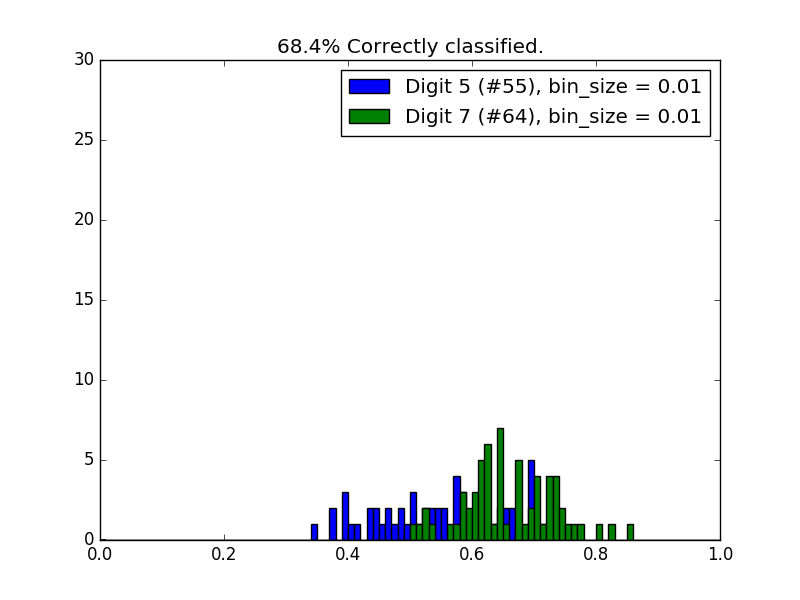 68.4% Correctly classified.
30
Digit 5 (#55), bin_size = 0.01
Digit 7 (#64), bin_size = 0.01
25
20
15
10
5
0
0.0 0.2 0.4 0.6 0.8 1.0